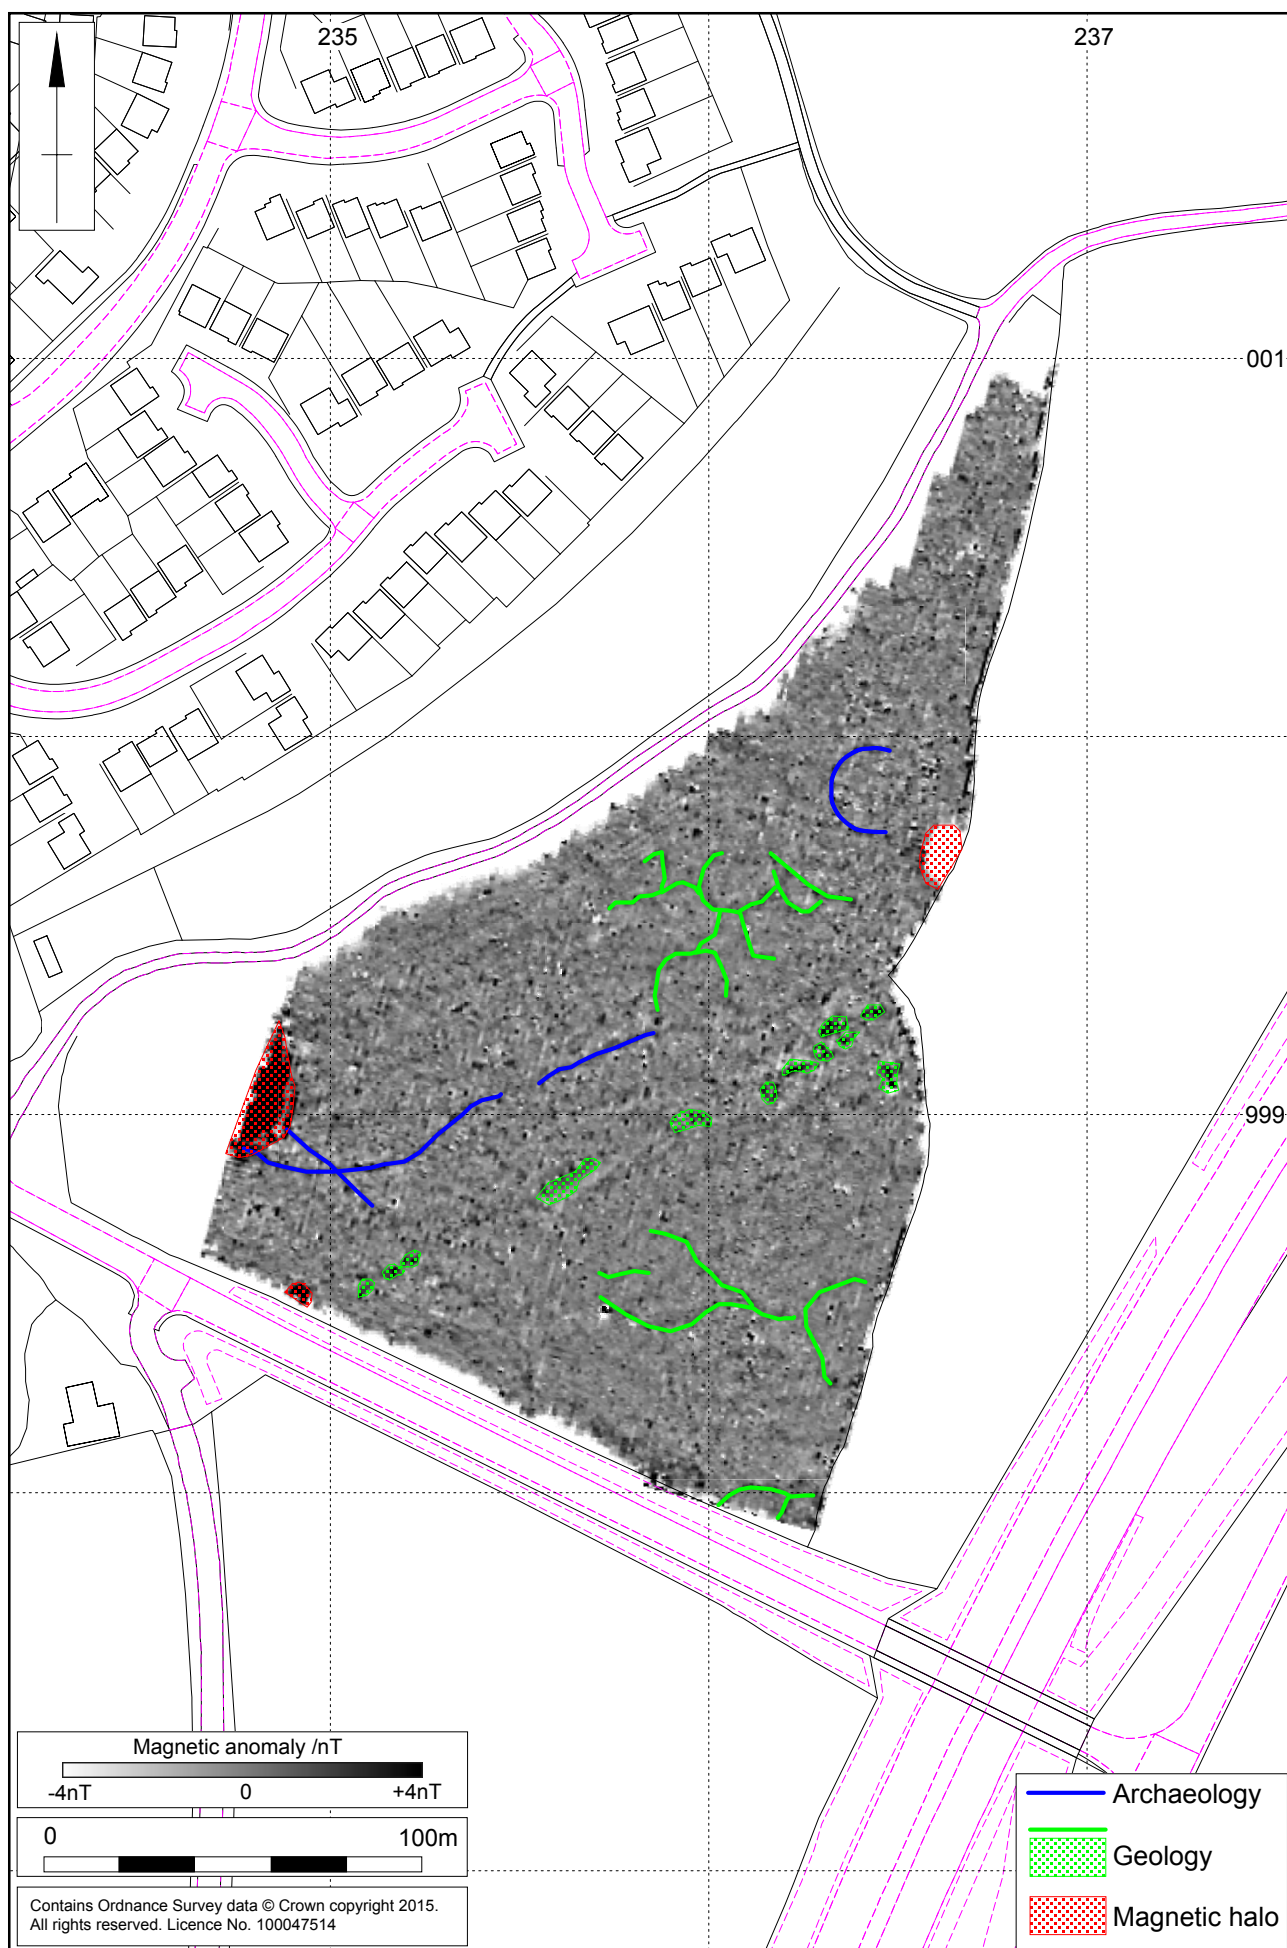 235
237
001
999
Magnetic anomaly /nT
-4nT 0 +4nT
0 100m
Contains Ordnance Survey data © Crown copyright 2015.
All rights reserved. Licence No. 100047514
Archaeology
Geology
Magnetic halo